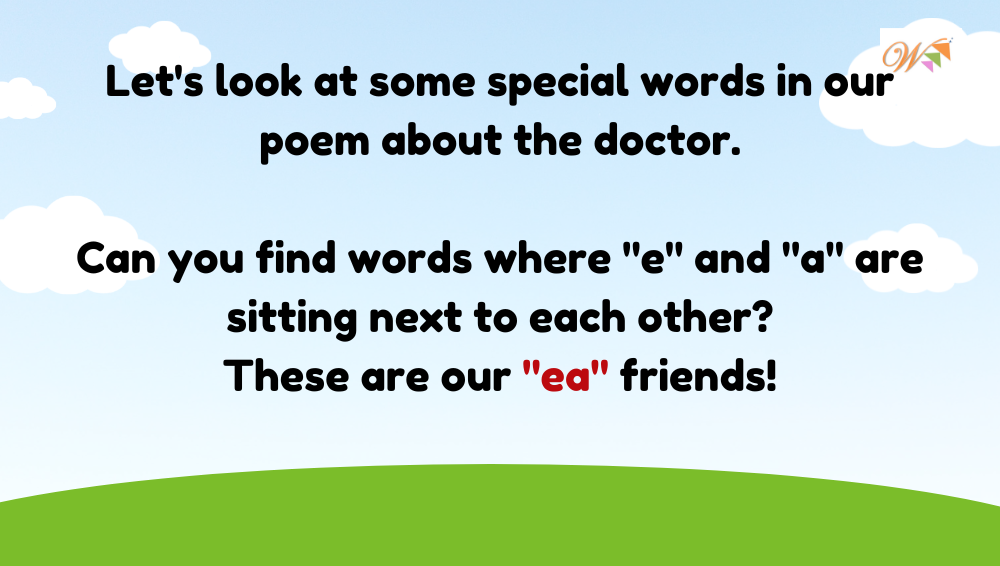 Let's look at some special words in our
poem about the doctor.
Can you find words where "e" and "a" are
sitting next to each other?
These are our "ea" friends!
W